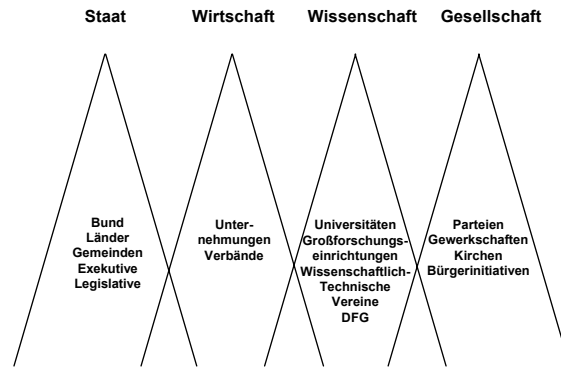 Staat Wirtschaft Wissenschaft Gesellschaft
Bund
Länder
Gemeinden
Exekutive
Legislative
Unter-
nehmungen
Verbände
Universitäten
Großforschungs-
einrichtungen
Wissenschaftlich-
Technische
Vereine
DFG
Parteien
Gewerkschaften
Kirchen
Bürgerinitiativen